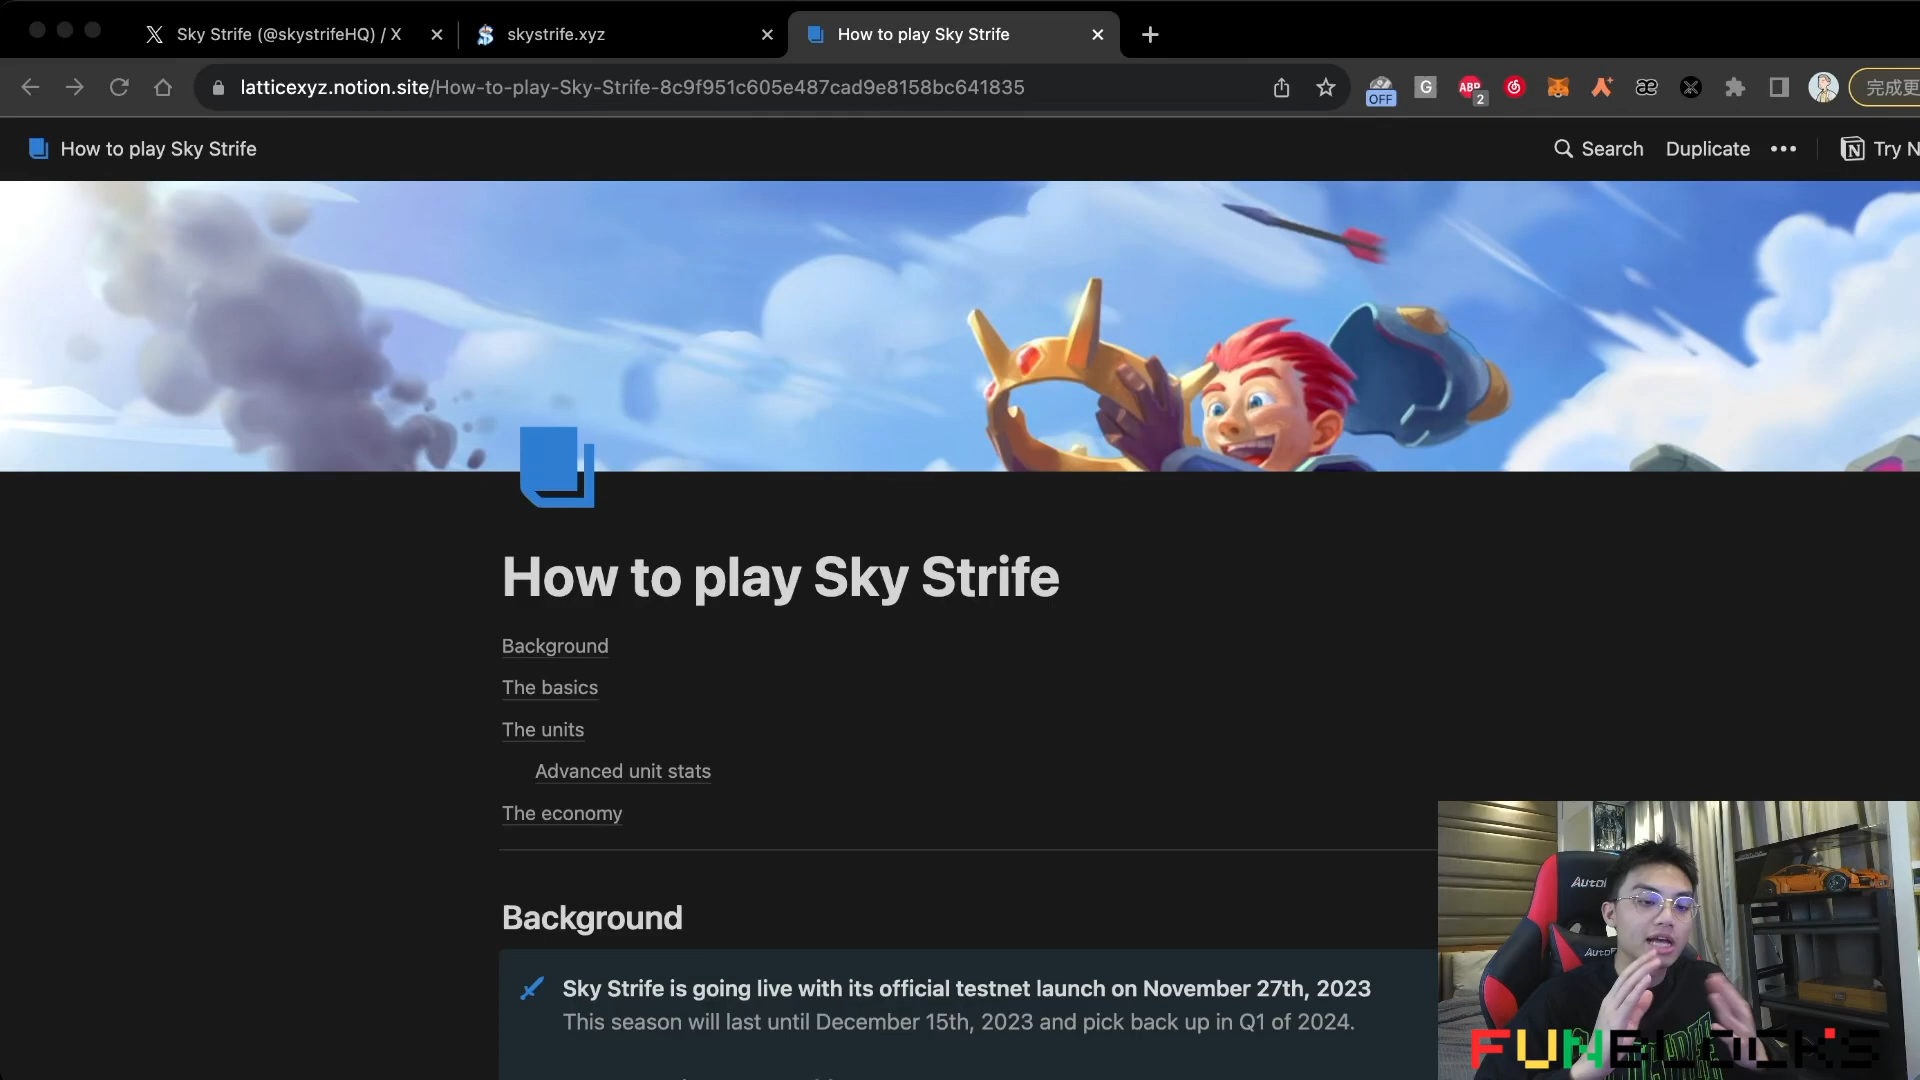 Sky Strife (@skystrifeHQ) / X
skystrife.xyz
How to play Sky Strife
latticexyz.notion.site/How-to-play-Sky-Strife-8c9f951c605e487cad9e8158bc641835
OFF
G
ABP
2
æ
完成更
How to play Sky Strife
Search
Duplicate
Try N
How to play Sky Strife
Background
The basics
The units
Advanced unit stats
The economy
Background
Sky Strife is going live with its official testnet launch on November 27th, 2023
This season will last until December 15th, 2023 and pick back up in Q1 of 2024.
FUNBLOCKS